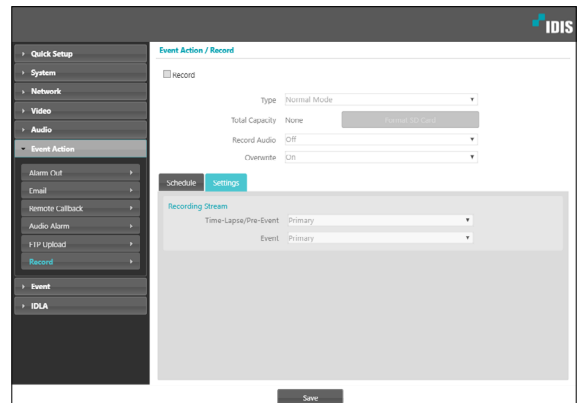 IDIS
Quick Setup
System
Network
Video
Audio
Event Action
Alarm Out
Email
Remote Callback
Audio Alarm
FTP Upload
Record
Event
IDLA
Event Action / Record
Record
Type Normal Mode
Total Capacity None Format SD Card
Record Audio Off
Overwrite On
Schedule Settings
Recording Stream
Time-Lapse/Pre-Event Primary
Event Primary
Save